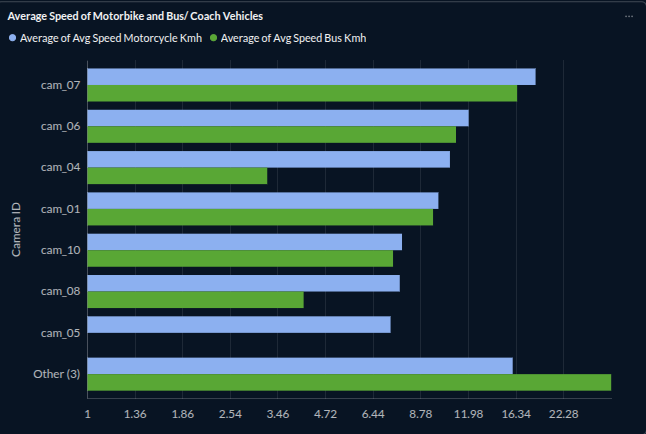 Average Speed of Motorbike and Bus/ Coach Vehicles
...
Average of Avg Speed Motorcycle Kmh Average of Avg Speed Bus Kmh
Camera ID
cam_07
cam_06
cam_04
cam_01
cam_10
cam_08
cam_05
Other (3)
1 1.36 1.86 2.54 3.46 4.72 6.44 8.78 11.98 16.34 22.28